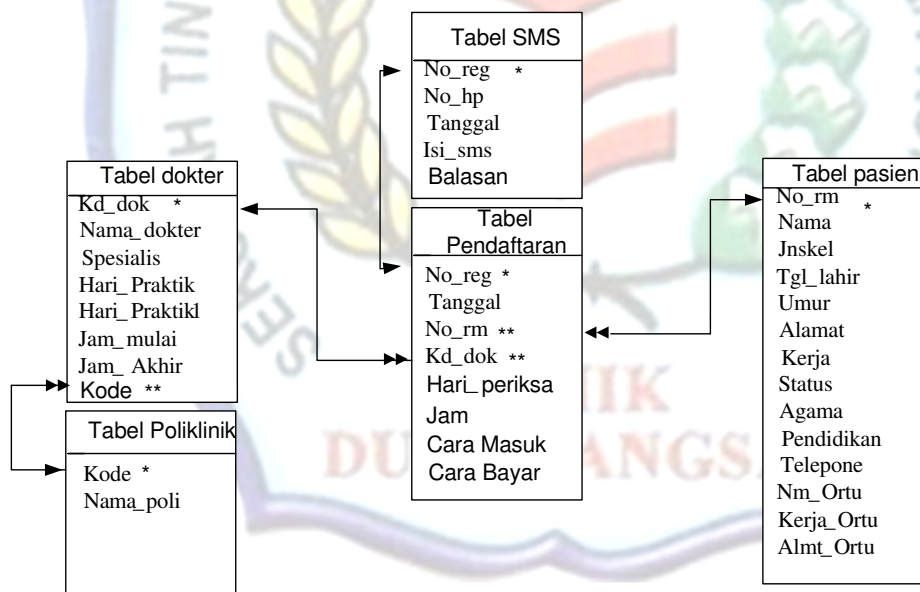 Tabel SMS
No_reg *
No_hp
Tanggal
Isi_sms
Balasan
Tabel dokter
Kd_dok *
Nama_dokter
Spesialis
Hari_Praktik
Hari_Praktikl
Jam_mulai
Jam_ Akhir
Kode **
Tabel Poliklinik
Kode *
Nama_poli
Tabel
Pendaftaran
No_reg *
Tanggal
No_rm **
Kd_dok **
Hari_periksa
Jam
Cara Masuk
Cara Bayar
Tabel pasien
No_rm *
Nama
Jnskel
Tgl_lahir
Umur
Alamat
Kerja
Status
Agama
Pendidikan
Telepone
Nm_Ortu
Kerja_Ortu
Almt_Ortu